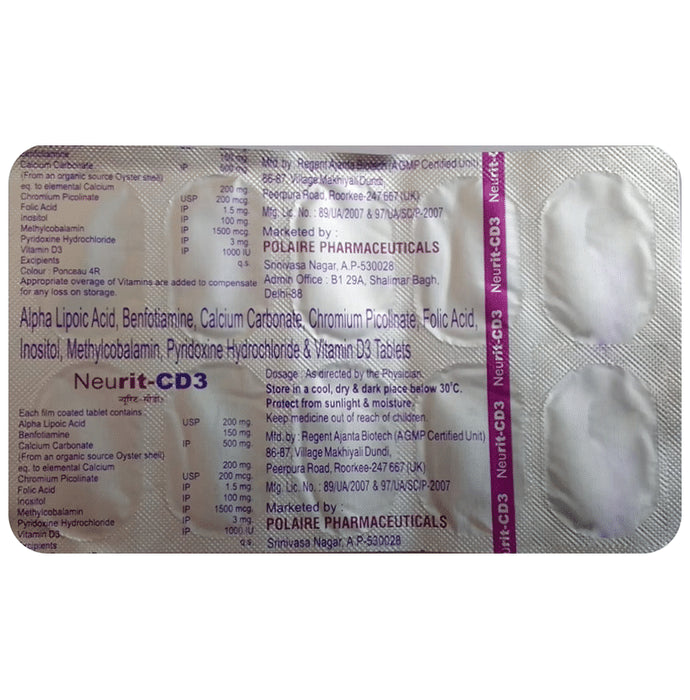 Benfotiamine 150 mg.
Calcium Carbonate IP 500 mg.
(From an organic source Oyster shell)
eq. to elemental Calcium 200 mg.
Chromium Picolinate USP 200 mcg.
Folic Acid IP 1.5 mg.
Inositol IP 100 mg.
Methylcobalamin IP 1500 mcg.
Pyridoxine Hydrochloride IP 3 mg.
Vitamin D3 IP 1000 IU
Excipients q.s.
Colour : Ponceau 4R
Appropriate overage of Vitamins are added to compensate
for any loss on storage.
Mfd by : Regent Ajanta Biotech (AGMP Certified Unit)
86-87, Village Makhiyali Dundi,
Peerpura Road, Roorkee-247 667 (UK)
Mfg. Lic. No. : 89/UA/2007 & 97/UA/SC/P-2007
Marketed by :
POLAIRE PHARMACEUTICALS
Srinivasa Nagar, A.P-530028
Admin Office : B1 29A, Shalimar Bagh,
Delhi-88
Alpha Lipoic Acid, Benfotiamine, Calcium Carbonate, Chromium Picolinate, Folic Acid,
Inositol, Methylcobalamin, Pyridoxine Hydrochloride & Vitamin D3 Tablets
Neurit-CD3
न्यूरिट-सीडी३
Each film coated tablet contains :
Alpha Lipoic Acid USP 200 mg.
Benfotiamine 150 mg.
Calcium Carbonate IP 500 mg.
(From an organic source Oyster shell)
eq. to elemental Calcium 200 mg.
Chromium Picolinate USP 200 mcg.
Folic Acid IP 1.5 mg.
Inositol IP 100 mg.
Methylcobalamin IP 1500 mcg.
Pyridoxine Hydrochloride IP 3 mg.
Vitamin D3 IP 1000 IU
Excipients q.s.
Dosage : As directed by the Physician.
Store in a cool, dry & dark place below 30°C.
Protect from sunlight & moisture.
Keep medicine out of reach of children.
Mfd.by : Regent Ajanta Biotech (AGMP Certified Unit)
86-87, Village Makhiyali Dundi,
Peerpura Road, Roorkee-247 667 (UK)
Mfg. Lic. No. : 89/UA/2007 & 97/UA/SC/P-2007
Marketed by :
POLAIRE PHARMACEUTICALS
Srinivasa Nagar, A.P-530028
Neurit-CD3
Neurit-CD3
Neurit-CD3
Neurit-CD3